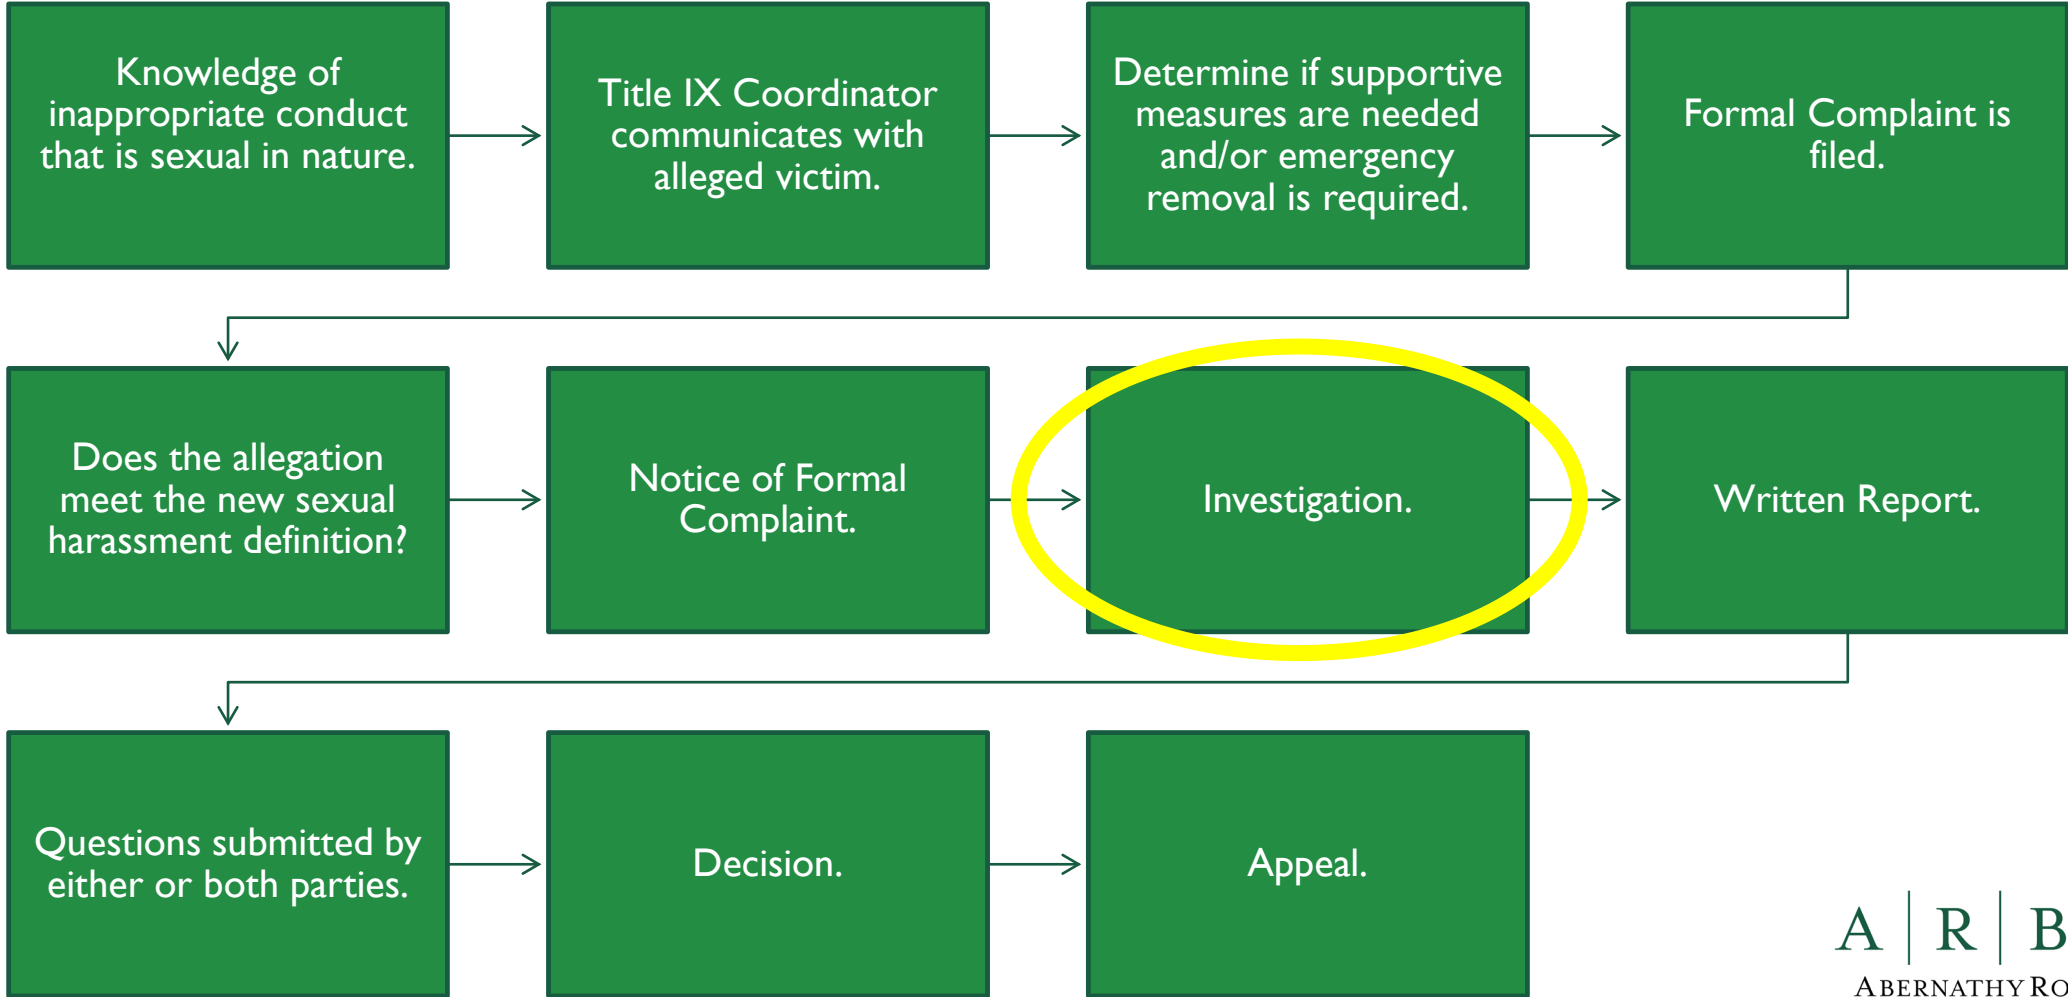 Knowledge of
inappropriate conduct
that is sexual in nature.
Title IX Coordinator
communicates with
alleged victim.
Determine if supportive
measures are needed
and/or emergency
removal is required.
Formal Complaint is
filed.
Does the allegation
meet the new sexual
harassment definition?
Notice of Formal
Complaint.
Investigation.
Written Report.
Questions submitted by
either or both parties.
Decision.
Appeal.
A | R | B
ABERNATHY RO